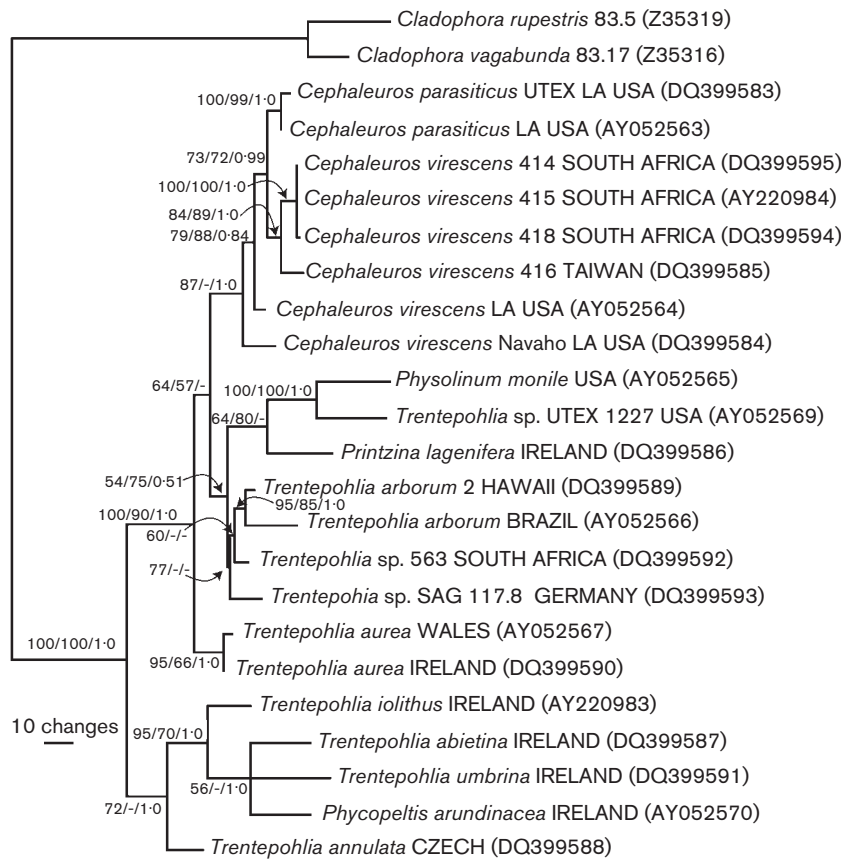 Cladophora rupestris 83.5 (Z35319)
Cladophora vagabunda 83.17 (Z35316)
Cephaleuros parasiticus UTEX LA USA (DQ399583)
100/99/1·0
Cephaleuros parasiticus LA USA (AY052563)
73/72/0·99
Cephaleuros virescens 414 SOUTH AFRICA (DQ399595)
100/100/1·0
Cephaleuros virescens 415 SOUTH AFRICA (AY220984)
84/89/1·0
79/88/0·84
Cephaleuros virescens 418 SOUTH AFRICA (DQ399594)
Cephaleuros virescens 416 TAIWAN (DQ399585)
87/-/1·0
Cephaleuros virescens LA USA (AY052564)
Cephaleuros virescens Navaho LA USA (DQ399584)
64/57/-
100/100/1·0
Physolinum monile USA (AY052565)
64/80/-
Trentepohlia sp. UTEX 1227 USA (AY052569)
Printzina lagenifera IRELAND (DQ399586)
54/75/0·51
Trentepohlia arborum 2 HAWAII (DQ399589)
95/85/1·0
100/90/1·0
Trentepohlia arborum BRAZIL (AY052566)
60/-/-
Trentepohlia sp. 563 SOUTH AFRICA (DQ399592)
77/-/-
Trentepohia sp. SAG 117.8 GERMANY (DQ399593)
Trentepohlia aurea WALES (AY052567)
100/100/1·0
95/66/1·0
Trentepohlia aurea IRELAND (DQ399590)
Trentepohlia iolithus IRELAND (AY220983)
10 changes
95/70/1·0
Trentepohlia abietina IRELAND (DQ399587)
Trentepohlia umbrina IRELAND (DQ399591)
56/-/1·0
72/-/1·0
Phycopeltis arundinacea IRELAND (AY052570)
Trentepohlia annulata CZECH (DQ399588)